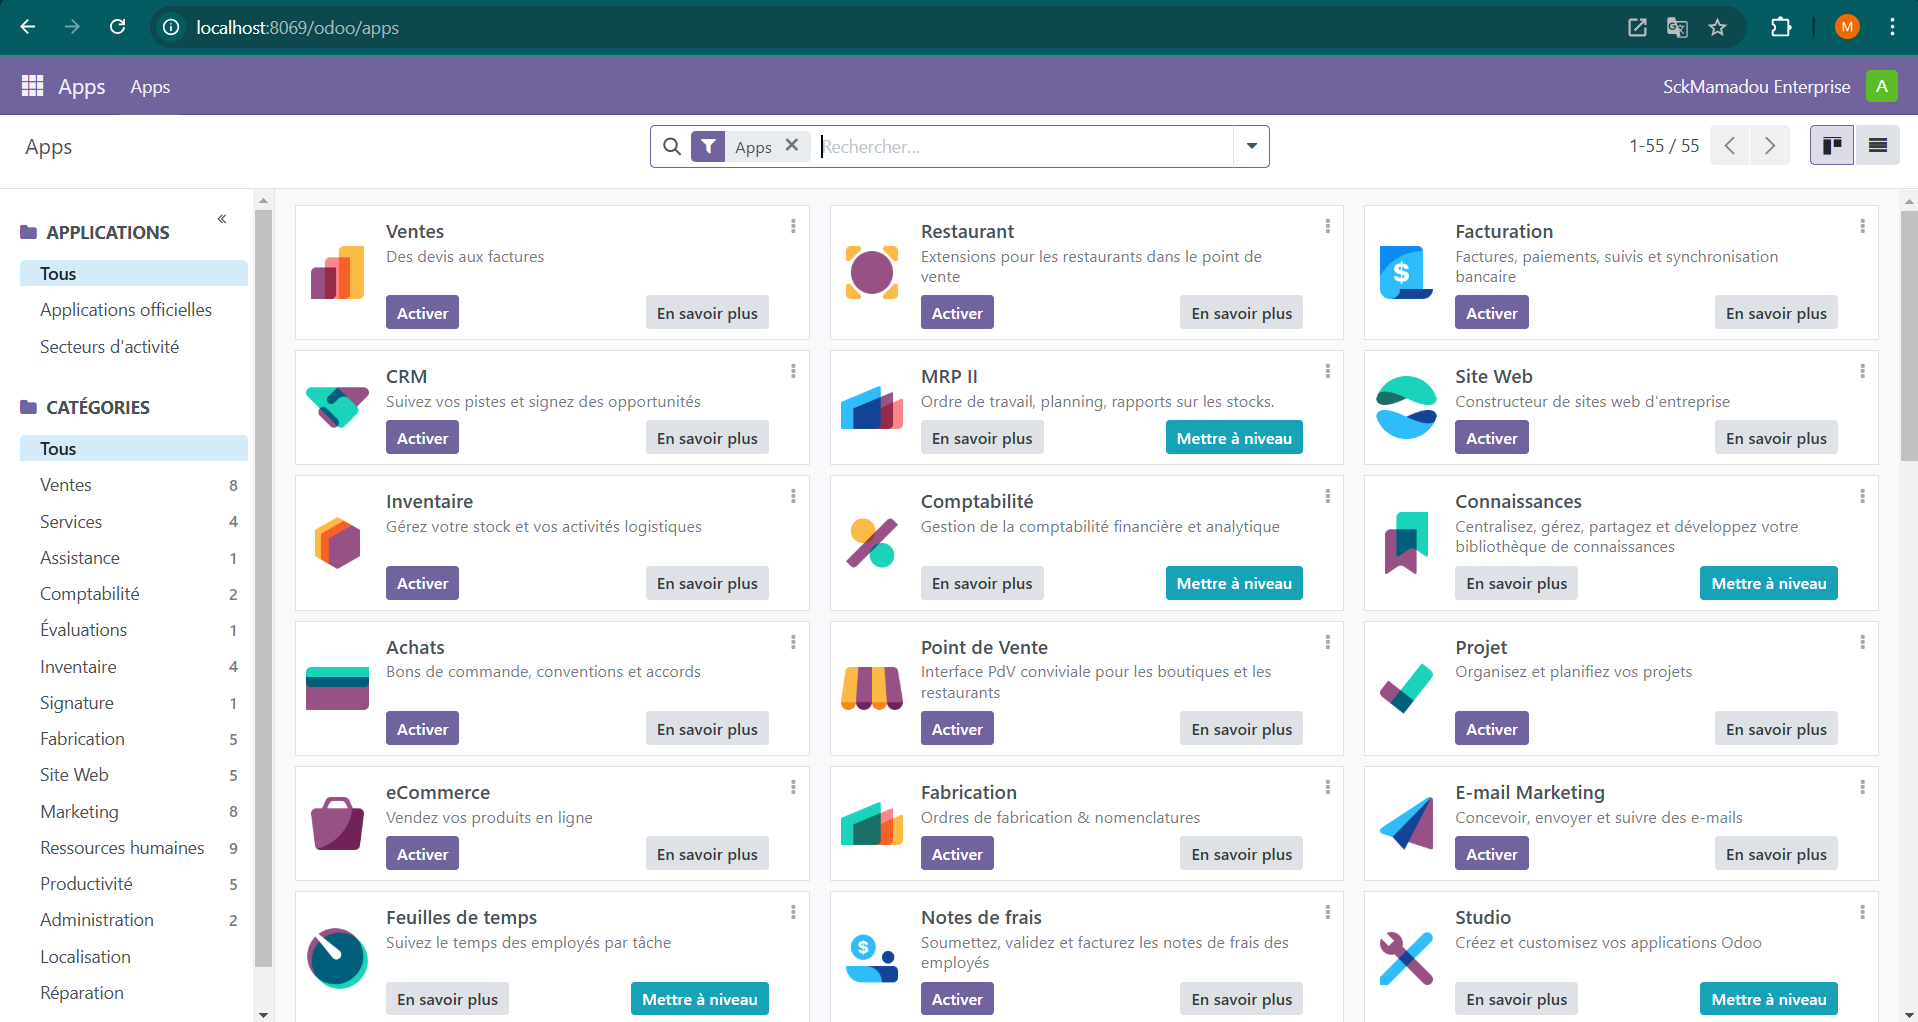 localhost:8069/odoo/apps
M
Apps
Apps
SckMamadou Enterprise
A
Apps
Apps
Rechercher...
1-55 / 55
APPLICATIONS
Tous
Applications officielles
Secteurs d'activité
CATÉGORIES
Tous
Ventes 8
Services 4
Assistance 1
Comptabilité 2
Évaluations 1
Inventaire 4
Signature 1
Fabrication 5
Site Web 5
Marketing 8
Ressources humaines 9
Productivité 5
Administration 2
Localisation
Réparation
Ventes
Des devis aux factures
Activer
En savoir plus
Restaurant
Extensions pour les restaurants dans le point de
vente
Activer
En savoir plus
Facturation
Factures, paiements, suivis et synchronisation
bancaire
Activer
En savoir plus
CRM
Suivez vos pistes et signez des opportunités
Activer
En savoir plus
MRP II
Ordre de travail, planning, rapports sur les stocks.
En savoir plus
Mettre à niveau
Site Web
Constructeur de sites web d'entreprise
Activer
En savoir plus
Inventaire
Gérez votre stock et vos activités logistiques
Activer
En savoir plus
Comptabilité
Gestion de la comptabilité financière et analytique
En savoir plus
Mettre à niveau
Connaissances
Centralisez, gérez, partagez et développez votre
bibliothèque de connaissances
En savoir plus
Mettre à niveau
Achats
Bons de commande, conventions et accords
Activer
En savoir plus
Point de Vente
Interface PdV conviviale pour les boutiques et les
restaurants
Activer
En savoir plus
Projet
Organisez et planifiez vos projets
Activer
En savoir plus
eCommerce
Vendez vos produits en ligne
Activer
En savoir plus
Fabrication
Ordres de fabrication & nomenclatures
Activer
En savoir plus
E-mail Marketing
Concevoir, envoyer et suivre des e-mails
Activer
En savoir plus
Feuilles de temps
Suivez le temps des employés par tâche
En savoir plus
Mettre à niveau
Notes de frais
Soumettez, validez et facturez les notes de frais des
employés
Activer
En savoir plus
Studio
Créez et customisez vos applications Odoo
En savoir plus
Mettre à niveau